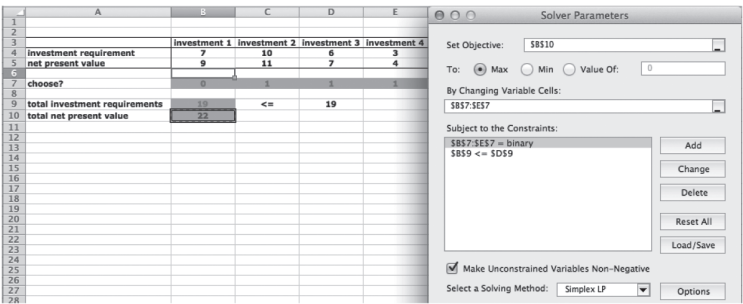 A B C D E
1
2
3 investment 1 investment 2 investment 3 investment 4
4 investment requirement 7 10 6 3
5 net present value 9 11 7 4
6
7 choose? 0 1 1 1
8
9 total investment requirements 19 <= 19
10 total net present value 22
11
12
13
14
15
16
17
18
19
20
21
22
23
24
25
26
27
28
Solver Parameters
Set Objective: $B$10
To: Max Min Value Of: 0
By Changing Variable Cells:
$B$7:$E$7
Subject to the Constraints:
$B$7:$E$7 = binary
$B$9 <= $D$9
Add
Change
Delete
Reset All
Load/Save
Make Unconstrained Variables Non-Negative
Select a Solving Method: Simplex LP Options